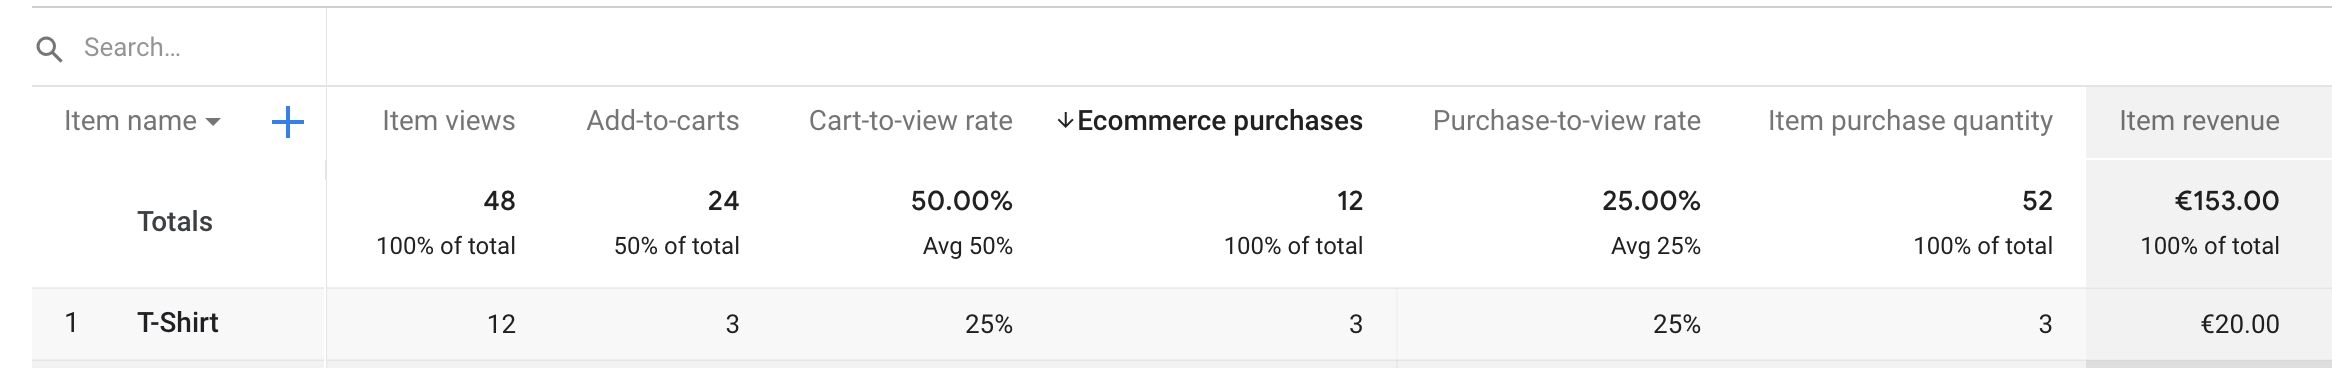 Search...
Item name Item views Add-to-carts Cart-to-view rate ↓Ecommerce purchases Purchase-to-view rate Item purchase quantity Item revenue
Totals 48 24 50.00% 12 25.00% 52 €153.00
100% of total 50% of total Avg 50% 100% of total Avg 25% 100% of total 100% of total
1 T-Shirt 12 3 25% 3 25% 3 €20.00